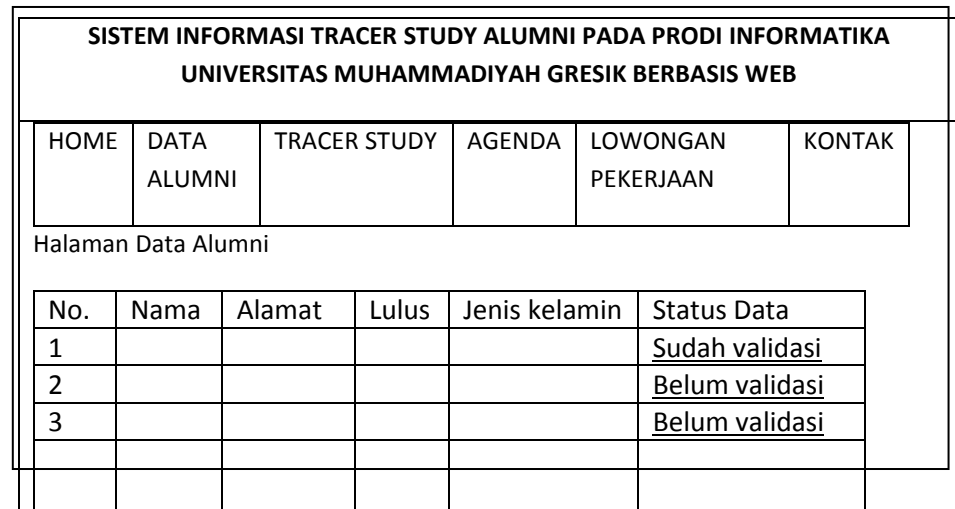 SISTEM INFORMASI TRACER STUDY ALUMNI PADA PRODI INFORMATIKA
UNIVERSITAS MUHAMMADIYAH GRESIK BERBASIS WEB
HOME DATA ALUMNI TRACER STUDY AGENDA LOWONGAN PEKERJAAN KONTAK
Halaman Data Alumni
No. Nama Alamat Lulus Jenis kelamin Status Data
1 Sudah validasi
2 Belum validasi
3 Belum validasi